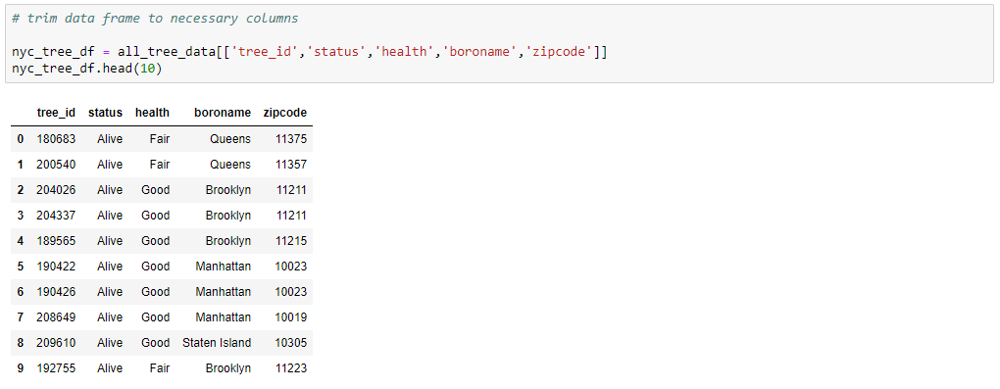 # trim data frame to necessary columns
nyc_tree_df = all_tree_data[['tree_id','status','health','boroname','zipcode']]
nyc_tree_df.head(10)
tree_id status health boroname zipcode
0 180683 Alive Fair Queens 11375
1 200540 Alive Fair Queens 11357
2 204026 Alive Good Brooklyn 11211
3 204337 Alive Good Brooklyn 11211
4 189565 Alive Good Brooklyn 11215
5 190422 Alive Good Manhattan 10023
6 190426 Alive Good Manhattan 10023
7 208649 Alive Good Manhattan 10019
8 209610 Alive Good Staten Island 10305
9 192755 Alive Fair Brooklyn 11223